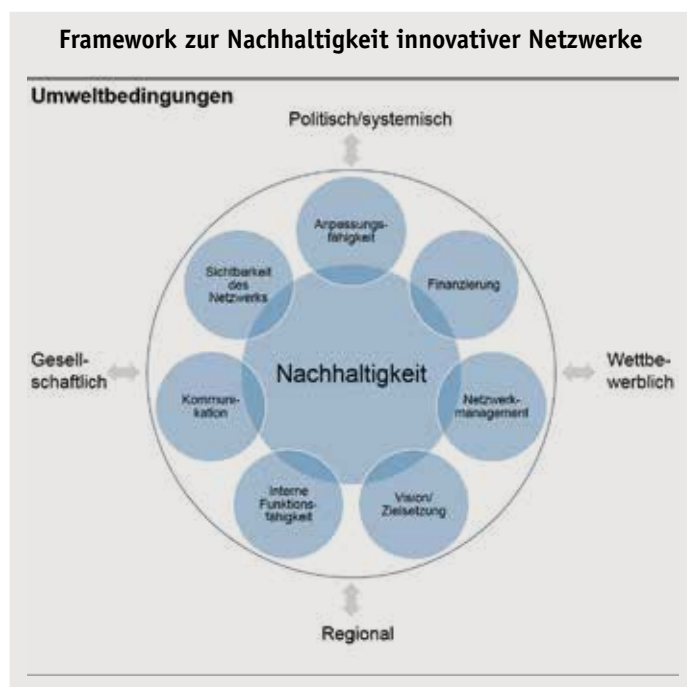 Framework zur Nachhaltigkeit innovativer Netzwerke
Umweltbedingungen
Politisch/systemisch
Anpassungs-
fähigkeit
Sichtbarkeit
des
Netzwerks
Finanzierung
Gesell-
schaftlich
Nachhaltigkeit
Wettbe-
werblich
Kommuni-
kation
Netzwerk-
management
Interne
Funktions-
fähigkeit
Vision/
Zielsetzung
Regional